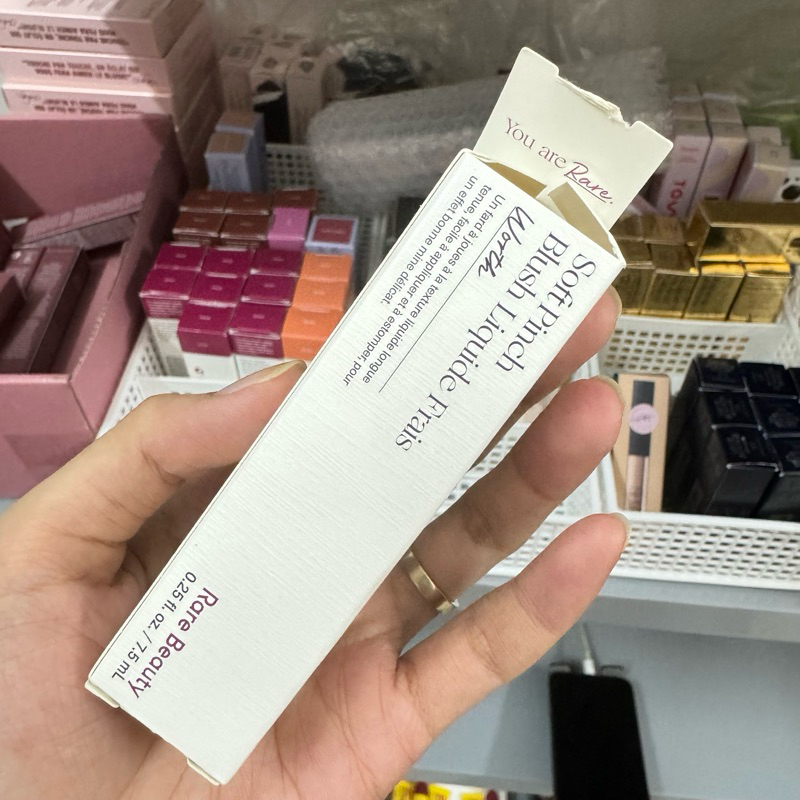 You are Rare.
Soft Pinch
Blush Liquide Frais
Worth
Un fard à joues à la texture liquide longue
tenue, facile à appliquer et à estomper, pour
un effet bonne mine délicat.
Rare Beauty
0.25 fl. oz. / 7.5 mL